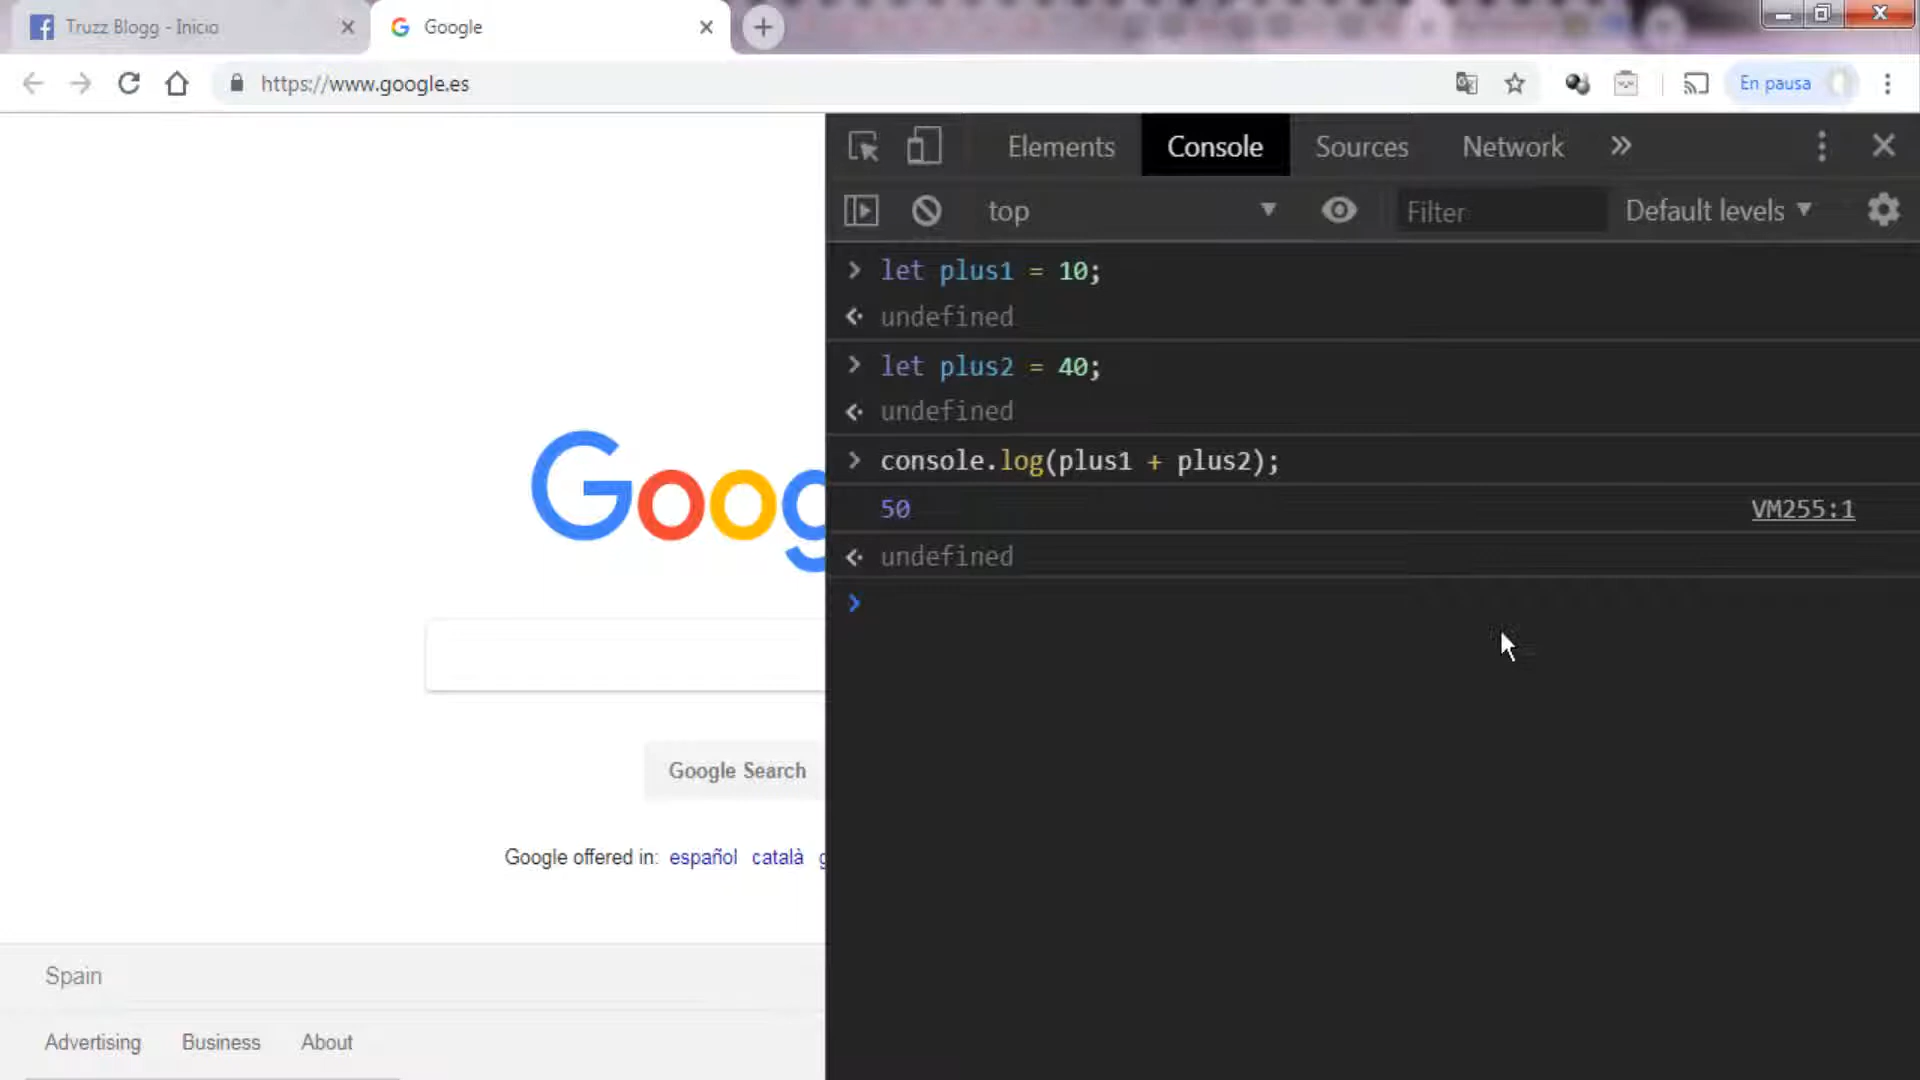 Truzz Blogg - Inicio
Google
https://www.google.es
En pausa
Elements Console Sources Network
top Filter Default levels
let plus1 = 10;
undefined
let plus2 = 40;
undefined
console.log(plus1 + plus2);
50 VM255:1
undefined
Goog
Google Search
Google offered in: español català
Spain
Advertising Business About